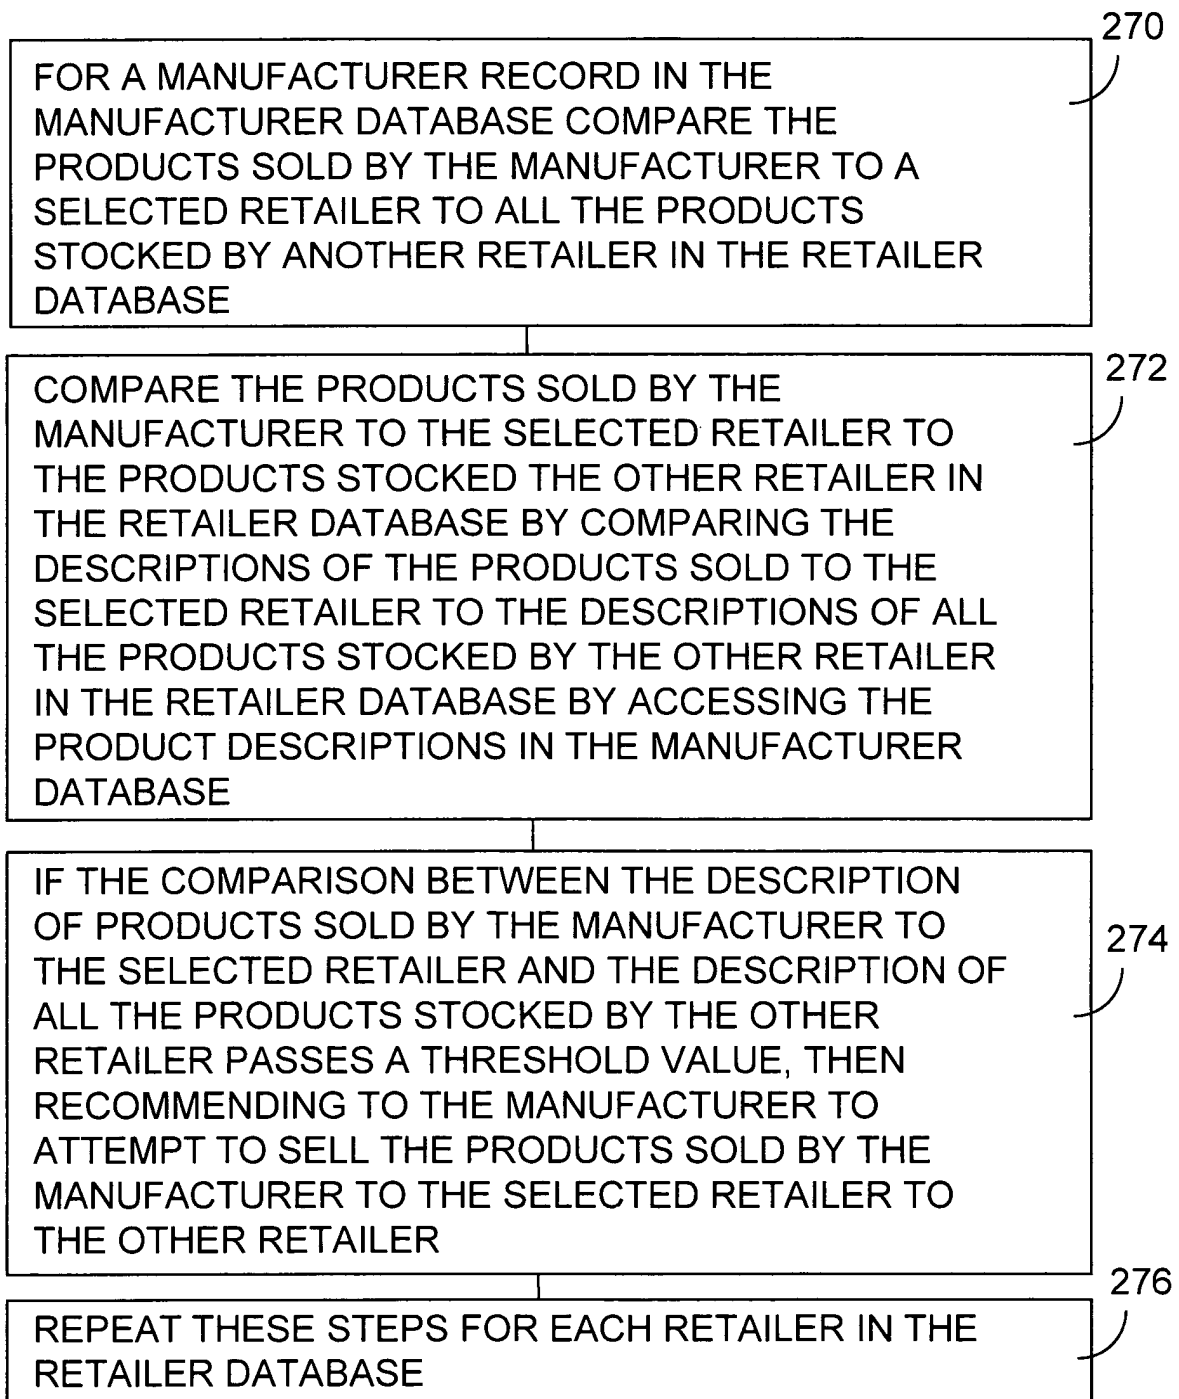 270
FOR A MANUFACTURER RECORD IN THE
MANUFACTURER DATABASE COMPARE THE
PRODUCTS SOLD BY THE MANUFACTURER TO A
SELECTED RETAILER TO ALL THE PRODUCTS
STOCKED BY ANOTHER RETAILER IN THE RETAILER
DATABASE
272
COMPARE THE PRODUCTS SOLD BY THE
MANUFACTURER TO THE SELECTED RETAILER TO
THE PRODUCTS STOCKED THE OTHER RETAILER IN
THE RETAILER DATABASE BY COMPARING THE
DESCRIPTIONS OF THE PRODUCTS SOLD TO THE
SELECTED RETAILER TO THE DESCRIPTIONS OF ALL
THE PRODUCTS STOCKED BY THE OTHER RETAILER
IN THE RETAILER DATABASE BY ACCESSING THE
PRODUCT DESCRIPTIONS IN THE MANUFACTURER
DATABASE
IF THE COMPARISON BETWEEN THE DESCRIPTION
OF PRODUCTS SOLD BY THE MANUFACTURER TO
274
THE SELECTED RETAILER AND THE DESCRIPTION OF
ALL THE PRODUCTS STOCKED BY THE OTHER
RETAILER PASSES A THRESHOLD VALUE, THEN
RECOMMENDING TO THE MANUFACTURER TO
ATTEMPT TO SELL THE PRODUCTS SOLD BY THE
MANUFACTURER TO THE SELECTED RETAILER TO
THE OTHER RETAILER
276
REPEAT THESE STEPS FOR EACH RETAILER IN THE
RETAILER DATABASE